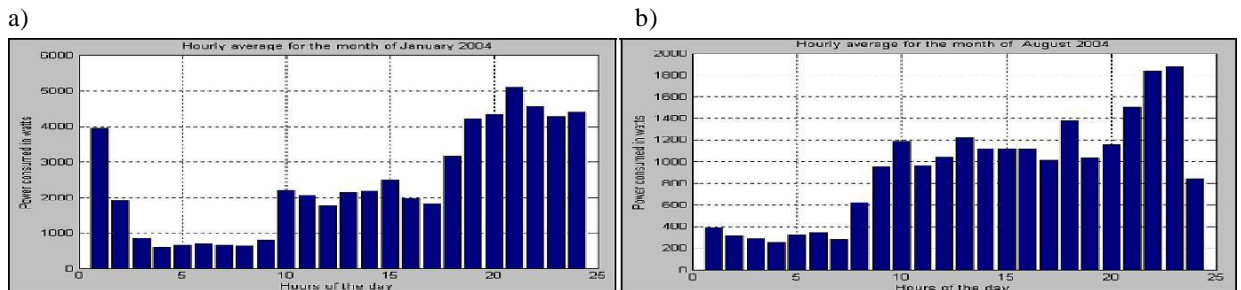 a)
b)
Hourly average for the month of January 2004
6000
5000
4000
3000
2000
1000
0
Power consumed in watts
0 5 10 15 20 25
Hours of the day
Hourly average for the month of August 2004
2000
1800
1600
1400
1200
1000
800
600
400
200
0
Power consumed in watts
0 5 10 15 20 25
Hours of the day